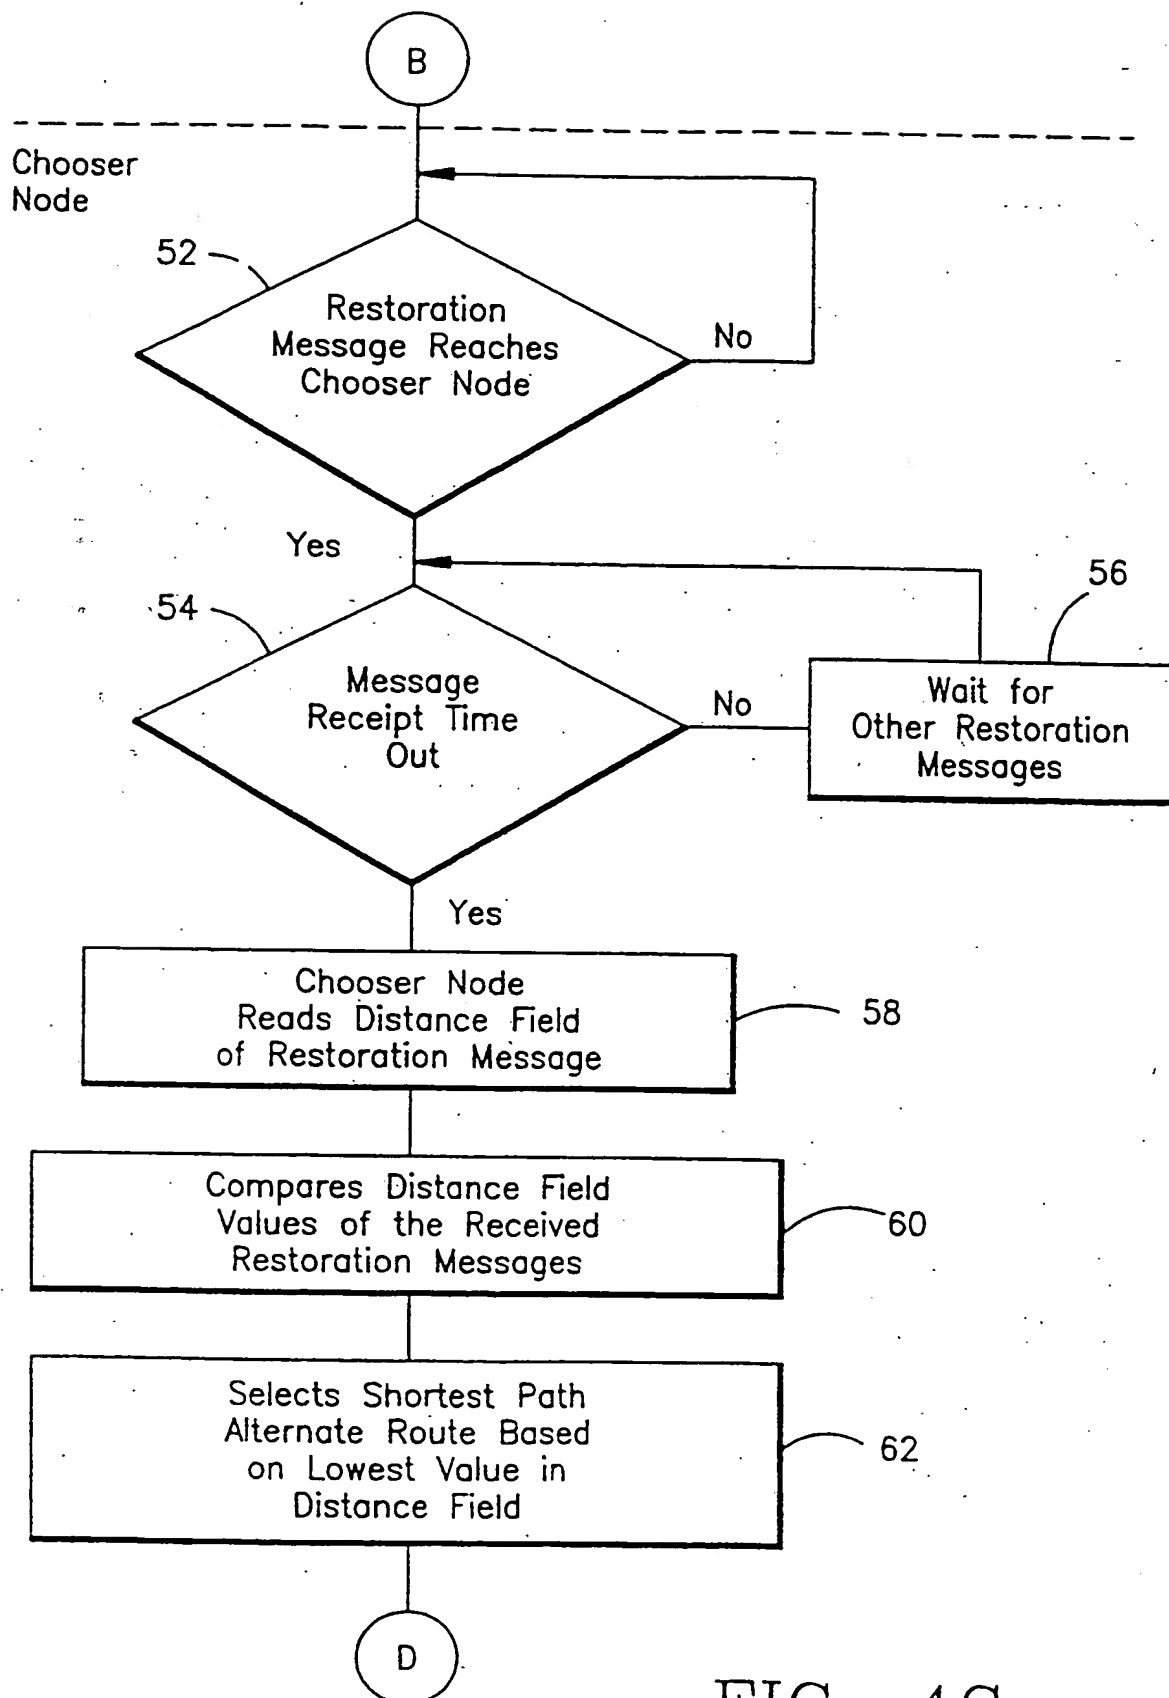 B
Chooser
Node
52
Restoration
Message Reaches
Chooser Node
No
Yes
54
Message
Receipt Time
Out
No
56
Wait for
Other Restoration
Messages
Yes
Chooser Node
Reads Distance Field
of Restoration Message
58
Compares Distance Field
Values of the Received
Restoration Messages
60
Selects Shortest Path
Alternate Route Based
on Lowest Value in
Distance Field
62
D
FIG. 4C